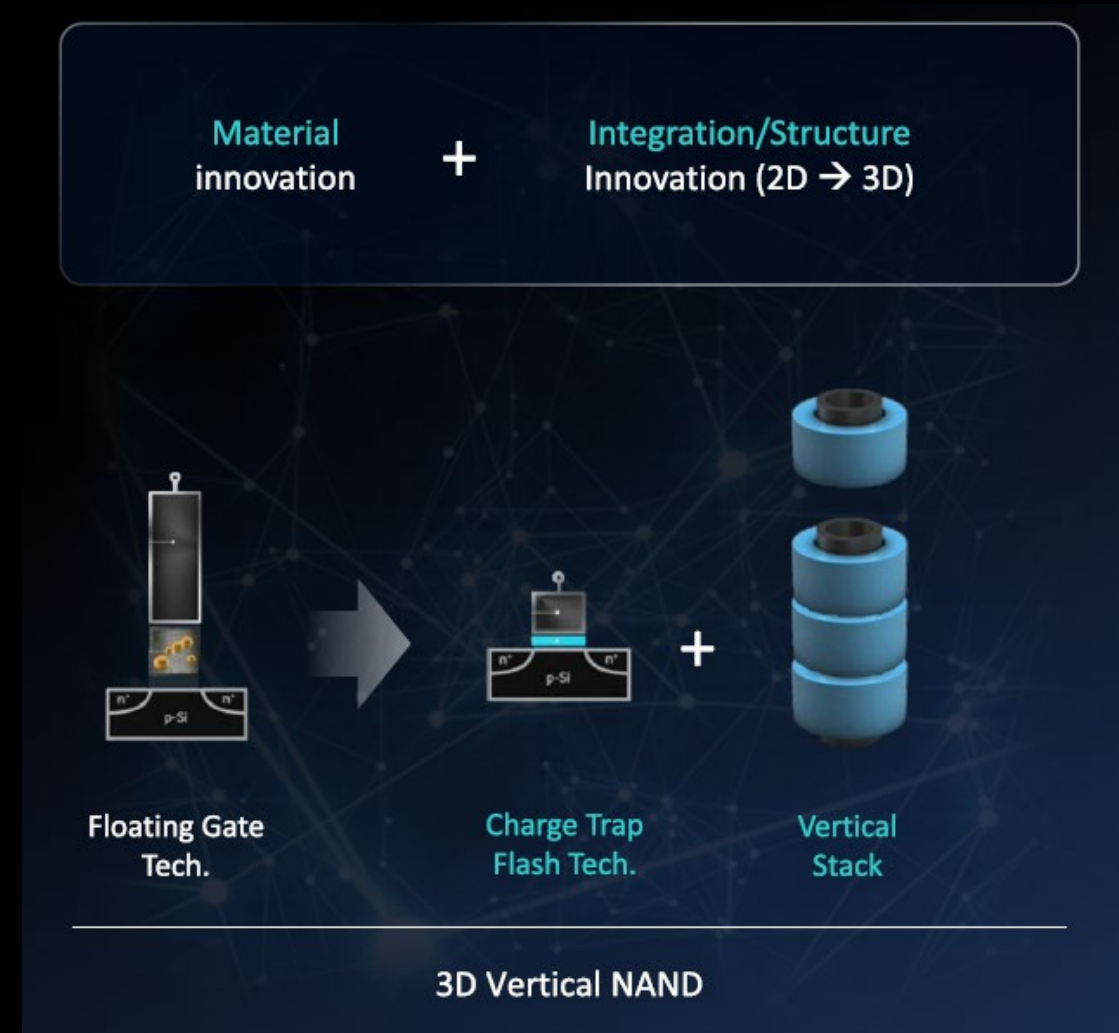 Material
innovation
+
Integration/Structure
Innovation (2D → 3D)
n⁺
n⁺
p-Si
n⁺
n⁺
p-Si
+
Floating Gate
Tech.
Charge Trap
Flash Tech.
Vertical
Stack
3D Vertical NAND